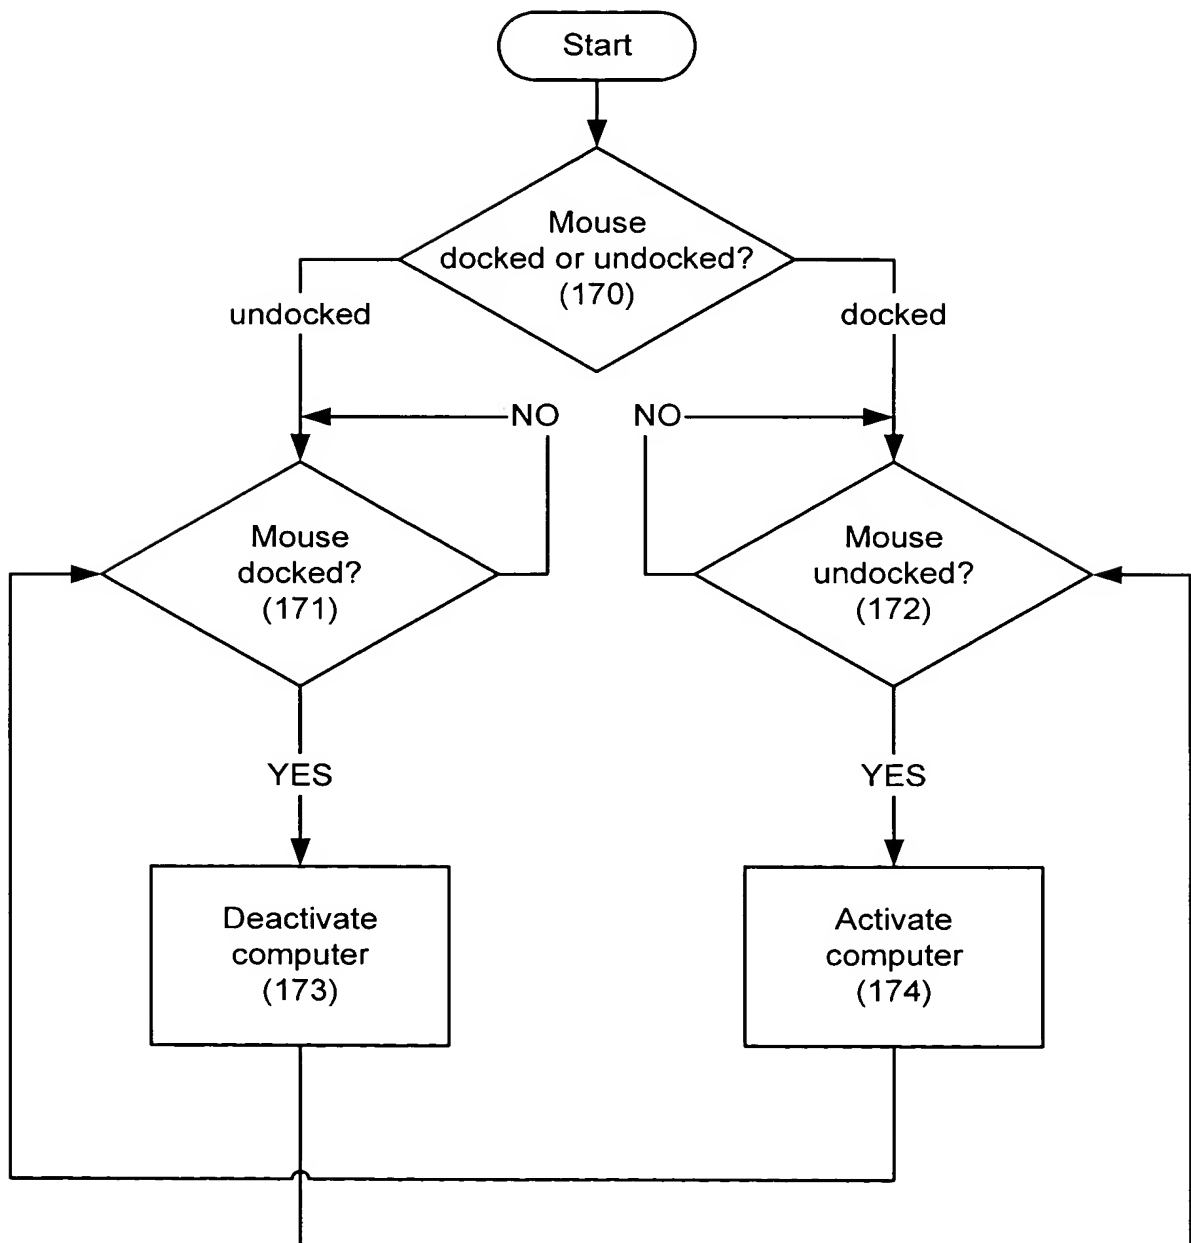 Start
Mouse
docked or undocked?
(170)
undocked
docked
NO
NO
Mouse
docked?
(171)
Mouse
undocked?
(172)
YES
YES
Deactivate
computer
(173)
Activate
computer
(174)